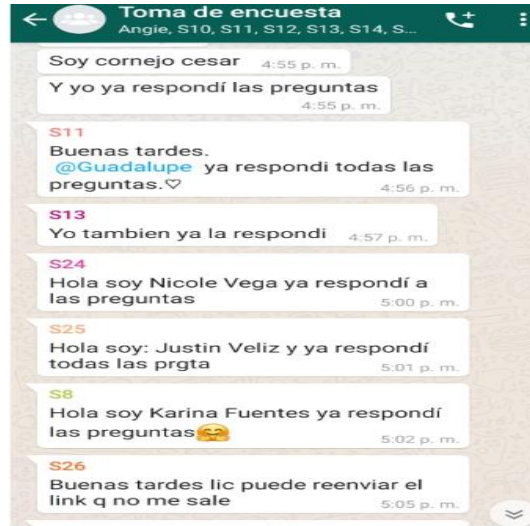 Toma de encuesta
Angie, S10, S11, S12, S13, S14, S...
Soy cornejo cesar 4:55 p. m.
Y yo ya respondí las preguntas
4:55 p. m.
S11
Buenas tardes.
@Guadalupe ya respondi todas las
preguntas.♡ 4:56 p. m.
S13
Yo tambien ya la respondi 4:57 p. m.
S24
Hola soy Nicole Vega ya respondí a
las preguntas 5:00 p. m.
S25
Hola soy: Justin Veliz y ya respondí
todas las prgta 5:01 p. m.
S8
Hola soy Karina Fuentes ya respondí
las preguntas🤗 5:02 p. m.
S26
Buenas tardes lic puede reenviar el
link q no me sale 5:05 p. m.